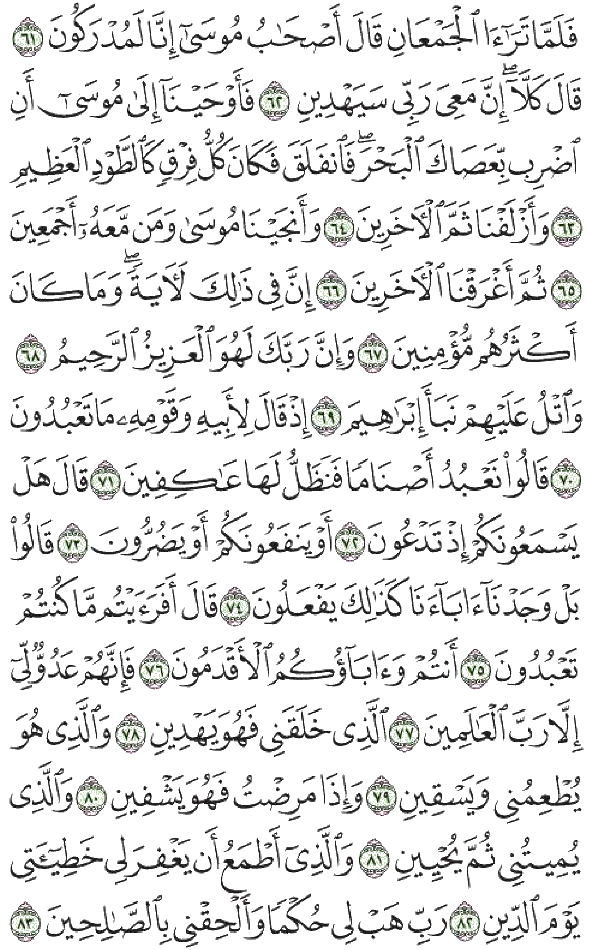 فَلَمَّا تَرَٰٓءَا ٱلۡجَمۡعَانِ قَالَ أَصۡحَٰبُ مُوسَىٰٓ إِنَّا لَمُدۡرَكُونَ ٦١
قَالَ كَلَّآۖ إِنَّ مَعِيَ رَبِّي سَيَهۡدِينِ ٦٢ فَأَوۡحَيۡنَآ إِلَىٰ مُوسَىٰٓ أَنِ
ٱضۡرِب بِّعَصَاكَ ٱلۡبَحۡرَۖ فَٱنفَلَقَ فَكَانَ كُلُّ فِرۡقٖ كَٱلطَّوۡدِ ٱلۡعَظِيمِ
٦٣ وَأَزۡلَفۡنَا ثَمَّ ٱلۡأٓخَرِينَ ٦٤ وَأَنجَيۡنَا مُوسَىٰ وَمَن مَّعَهُۥٓ أَجۡمَعِينَ
٦٥ ثُمَّ أَغۡرَقۡنَا ٱلۡأٓخَرِينَ ٦٦ إِنَّ فِي ذَٰلِكَ لَأٓيَةٗۖ وَمَا كَانَ
أَكۡثَرُهُم مُّؤۡمِنِينَ ٦٧ وَإِنَّ رَبَّكَ لَهُوَ ٱلۡعَزِيزُ ٱلرَّحِيمُ ٦٨
وَٱتۡلُ عَلَيۡهِمۡ نَبَأَ إِبۡرَٰهِيمَ ٦٩ إِذۡ قَالَ لِأَبِيهِ وَقَوۡمِهِۦ مَا تَعۡبُدُونَ
٧٠ قَالُواْ نَعۡبُدُ أَصۡنَامٗا فَنَظَلُّ لَهَا عَٰكِفِينَ ٧١ قَالَ هَلۡ
يَسۡمَعُونَكُمۡ إِذۡ تَدۡعُونَ ٧٢ أَوۡ يَنفَعُونَكُمۡ أَوۡ يَضُرُّونَ ٧٣ قَالُواْ
بَلۡ وَجَدۡنَآ ءَابَآءَنَا كَذَٰلِكَ يَفۡعَلُونَ ٧٤ قَالَ أَفَرَءَيۡتُم مَّا كُنتُمۡ
تَعۡبُدُونَ ٧٥ أَنتُمۡ وَءَابَآؤُكُمُ ٱلۡأَقۡدَمُونَ ٧٦ فَإِنَّهُمۡ عَدُوّٞ لِّيٓ
إِلَّا رَبَّ ٱلۡعَٰلَمِينَ ٧٧ ٱلَّذِي خَلَقَنِي فَهُوَ يَهۡدِينِ ٧٨ وَٱلَّذِي هُوَ
يُطۡعِمُنِي وَيَسۡقِينِ ٧٩ وَإِذَا مَرِضۡتُ فَهُوَ يَشۡفِينِ ٨٠ وَٱلَّذِي
يُمِيتُنِي ثُمَّ يُحۡيِينِ ٨١ وَٱلَّذِيٓ أَطۡمَعُ أَن يَغۡفِرَ لِي خَطِيٓـَٔتِي
يَوۡمَ ٱلدِّينِ ٨٢ رَبِّ هَبۡ لِي حُكۡمٗا وَأَلۡحِقۡنِي بِٱلصَّٰلِحِينَ ٨٣